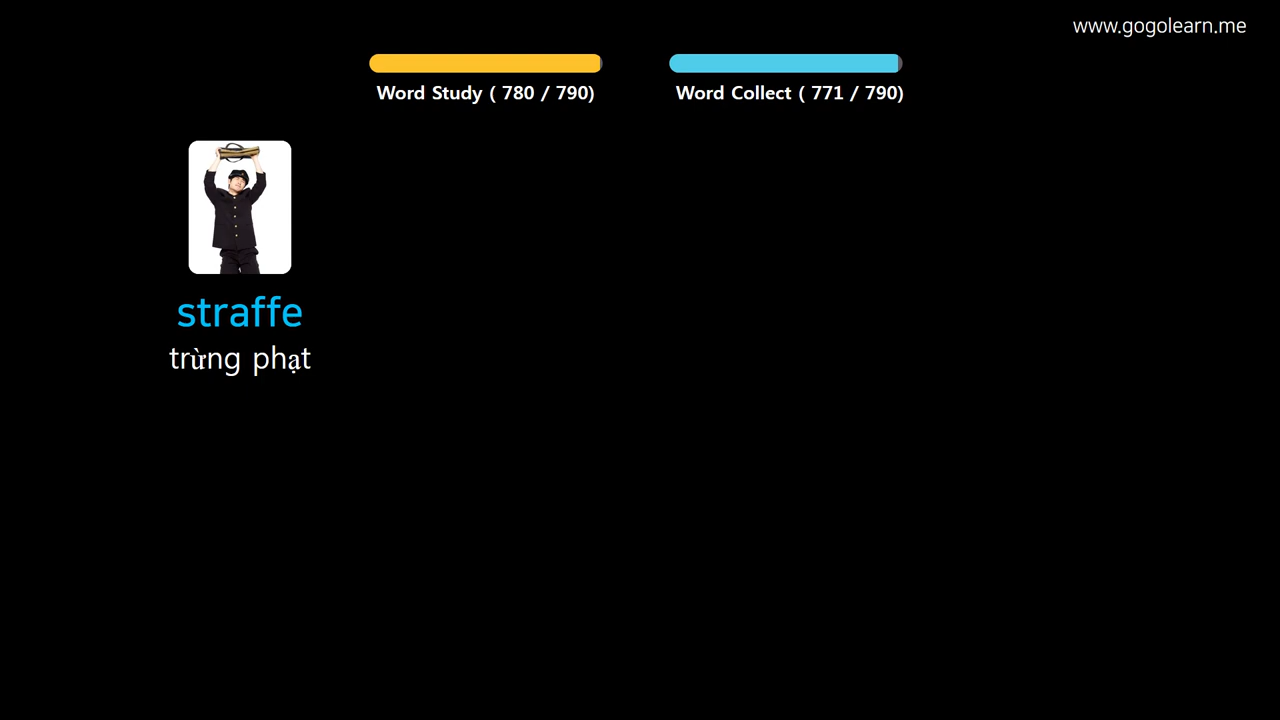 www.gogolearn.me
Word Study ( 780 / 790)
Word Collect ( 771 / 790)
straffe
trừng phạt